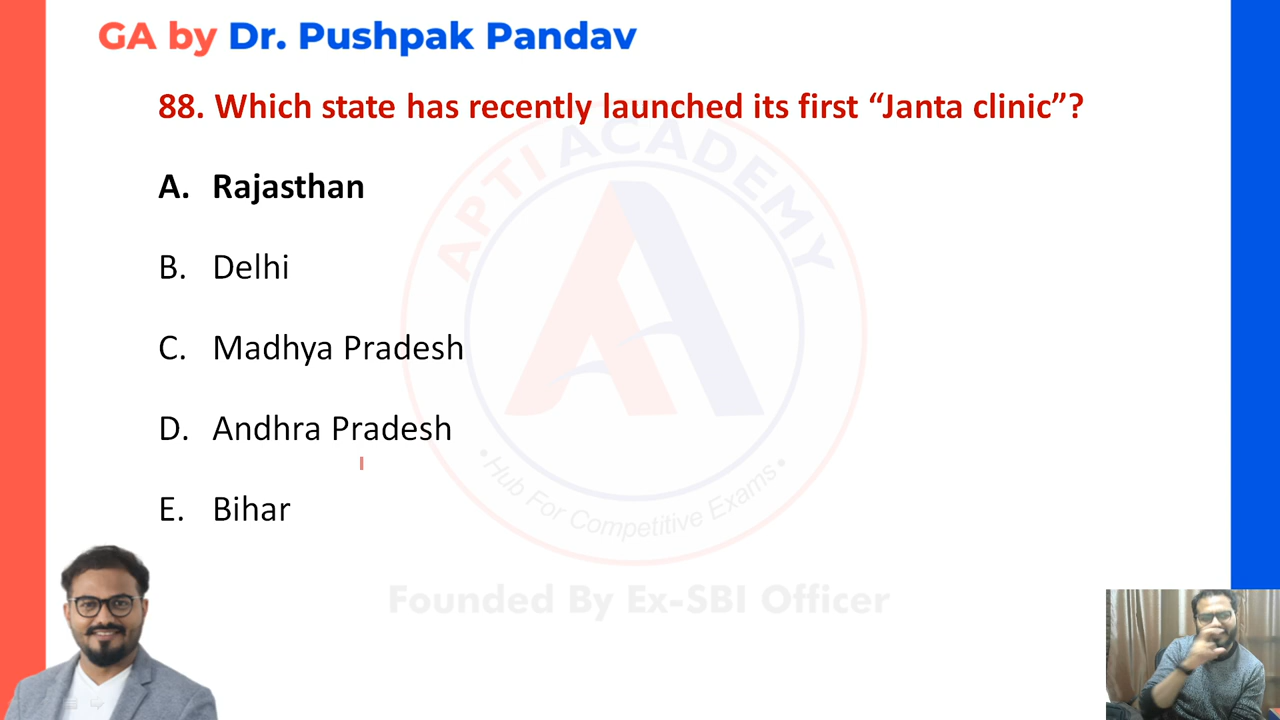 GA by Dr. Pushpak Pandav
88. Which state has recently launched its first “Janta clinic”?
A. Rajasthan
B. Delhi
C. Madhya Pradesh
D. Andhra Pradesh
E. Bihar
APTI ACADEMY
•Hub For Competitive Exams•
Founded By Ex-SBI Officer